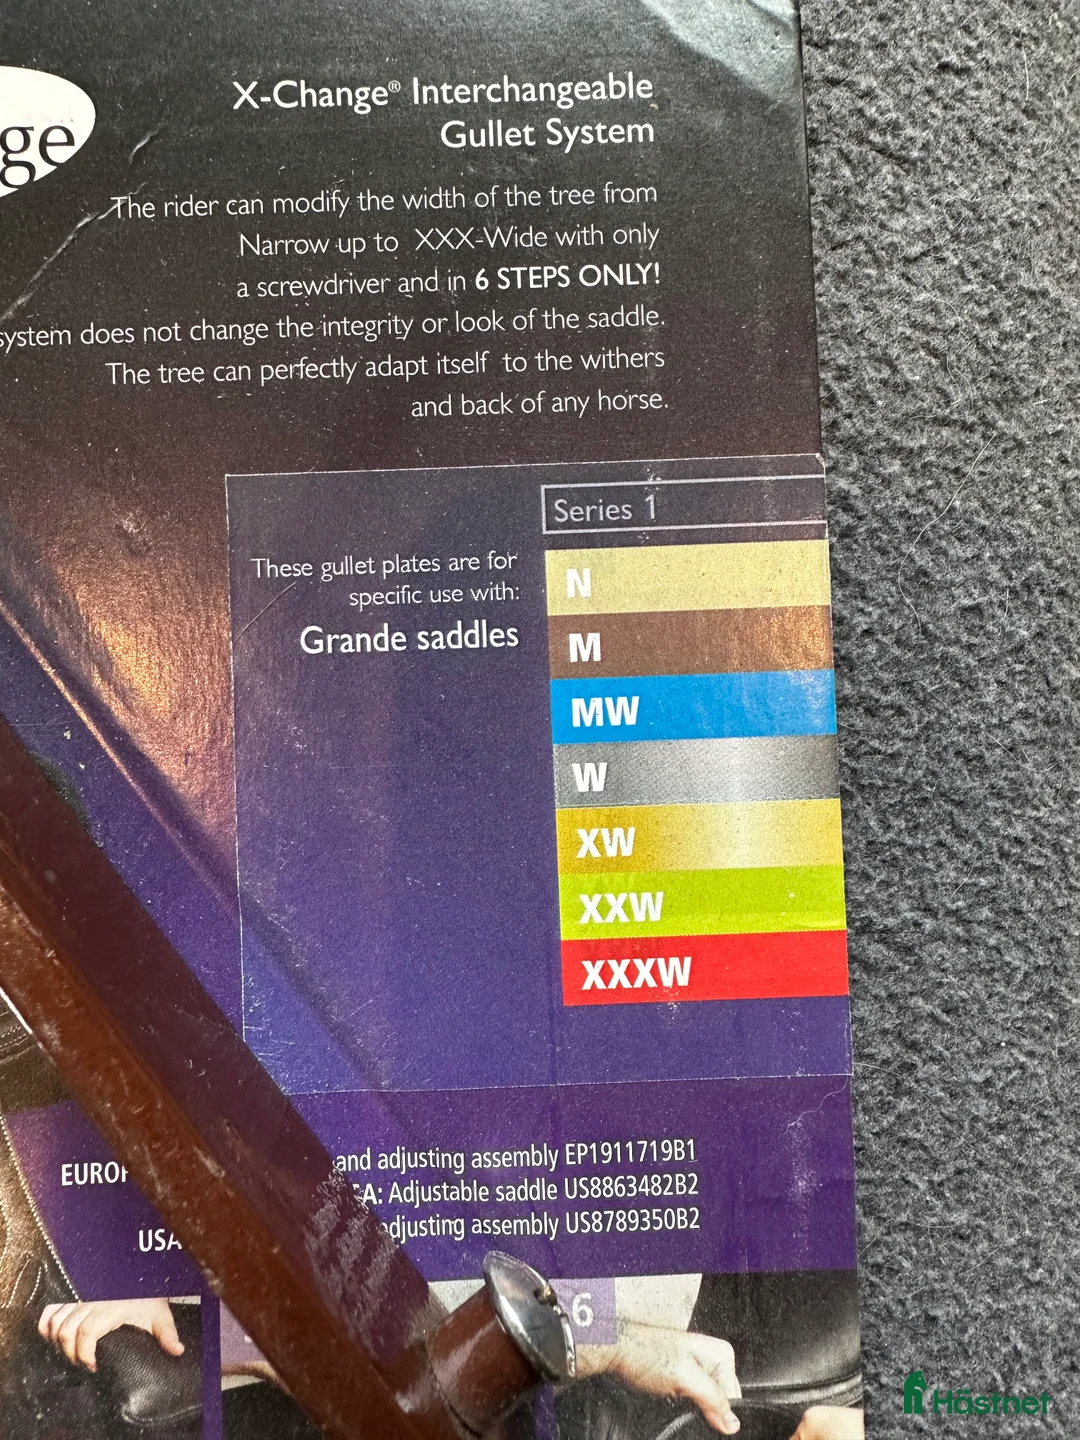 X-Change® Interchangeable
Gullet System
The rider can modify the width of the tree from
Narrow up to XXX-Wide with only
a screwdriver and in 6 STEPS ONLY!
system does not change the integrity or look of the saddle.
The tree can perfectly adapt itself to the withers
and back of any horse.
Series 1
These gullet plates are for
specific use with:
Grande saddles
N
M
MW
W
XW
XXW
XXXW
and adjusting assembly EP1911719B1
Adjustable saddle US8863482B2
USA
adjusting assembly US8789350B2
6
Hästnet